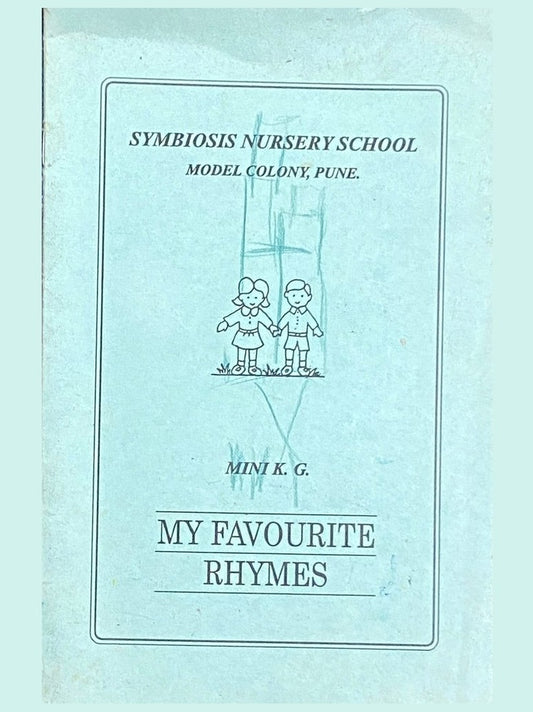 SYMBIOSIS NURSERY SCHOOL
MODEL COLONY, PUNE.
MINI K. G.
MY FAVOURITE
RHYMES